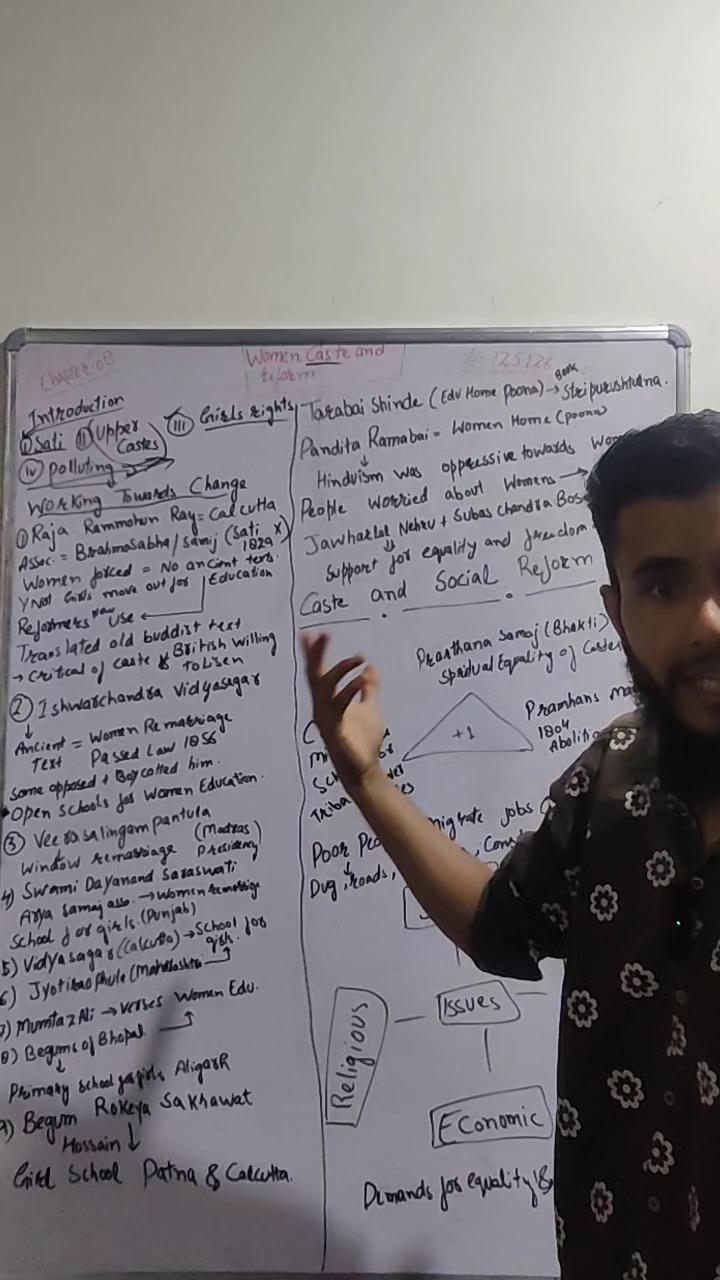 Chapter:08
Women Caste and
reform
# 125126
Introduction
(i) Sati (ii) Upper
Castes
(iii) Girls rights
(iv) Polluting
Working Towards Change
(1) Raja Rammohun Ray = Calcutta
Assoc. = BrahmoSabha/Samij (Sati X)
1829
Women forced = No ancient text.
Y Not Girls move out for Education
Reformers How Use
Translated old buddist text
→ Critical of caste & British Willing
To Lisen
(2) Ishwarchandra Vidyasagar
Ancient = Women Remarriage
Text Passed Law 1856
Some opposed + Boycotted him.
Open Schools for Women Education.
(3) Veerasalingam Pantula
Window remarriage (Madras
Presidency)
4) Swami Dayanand Saraswati
Arya Samaj asso. → Women remarriage
School for girls. (Punjab)
5) Vidyasagar (Calcutta) → School for
girls.
6) Jyotirao Phule (Maharashtra
7) Mumtaz Ali → Verses Women Edu.
8) Begums of Bhopal
Primary School for girls Aligarh
9) Begum Rokeya Sakhawat
Hossain
Girl School Patna & Calcutta.
Tarabai Shinde (Edu Home Poona) → Stripurushtulna.
Book
Pandita Ramabai = Women Home (Poona)
Hinduism was oppressive towards
People worried about Womens →
Jawharlal Nehru + Subas Chandra Bose
Support for equality and freedom
Caste and Social Reform
Prarthana Samaj (Bhakti)
Spridual Equality of Castes
+1
Pramhans
1804
Aboliti
Poor migrate jobs
Dug, roads,
Religious
Issues
Economic
Dimands for equality &